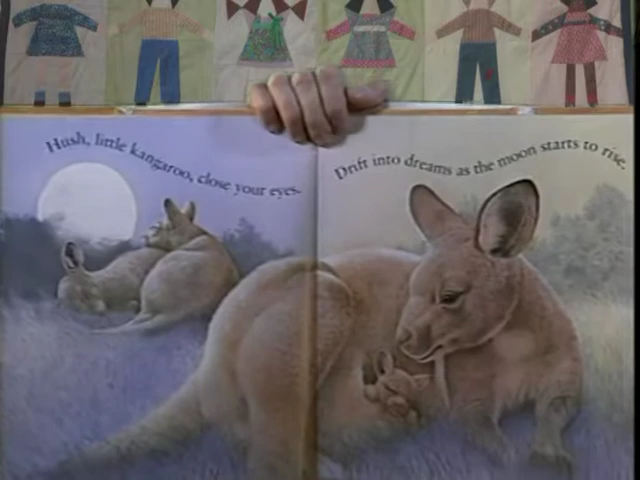 Hush, little kangaroo, close your eyes.
Drift into dreams as the moon starts to rise.